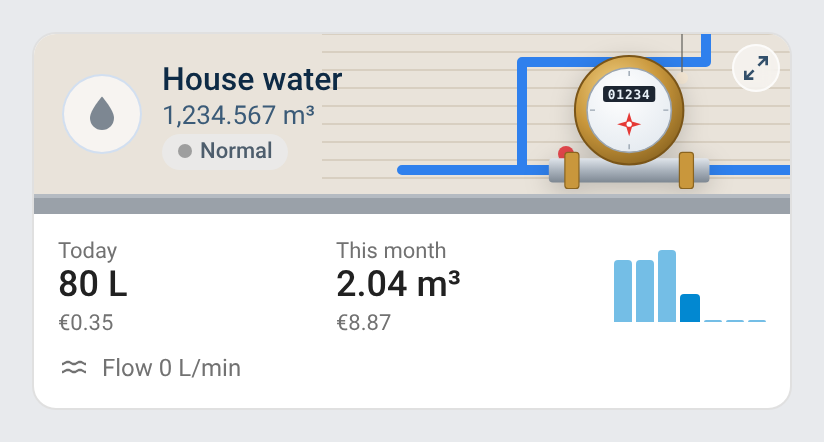 House water
1,234.567 m³
Normal
01234
Today
80 L
€0.35
This month
2.04 m³
€8.87
Flow 0 L/min